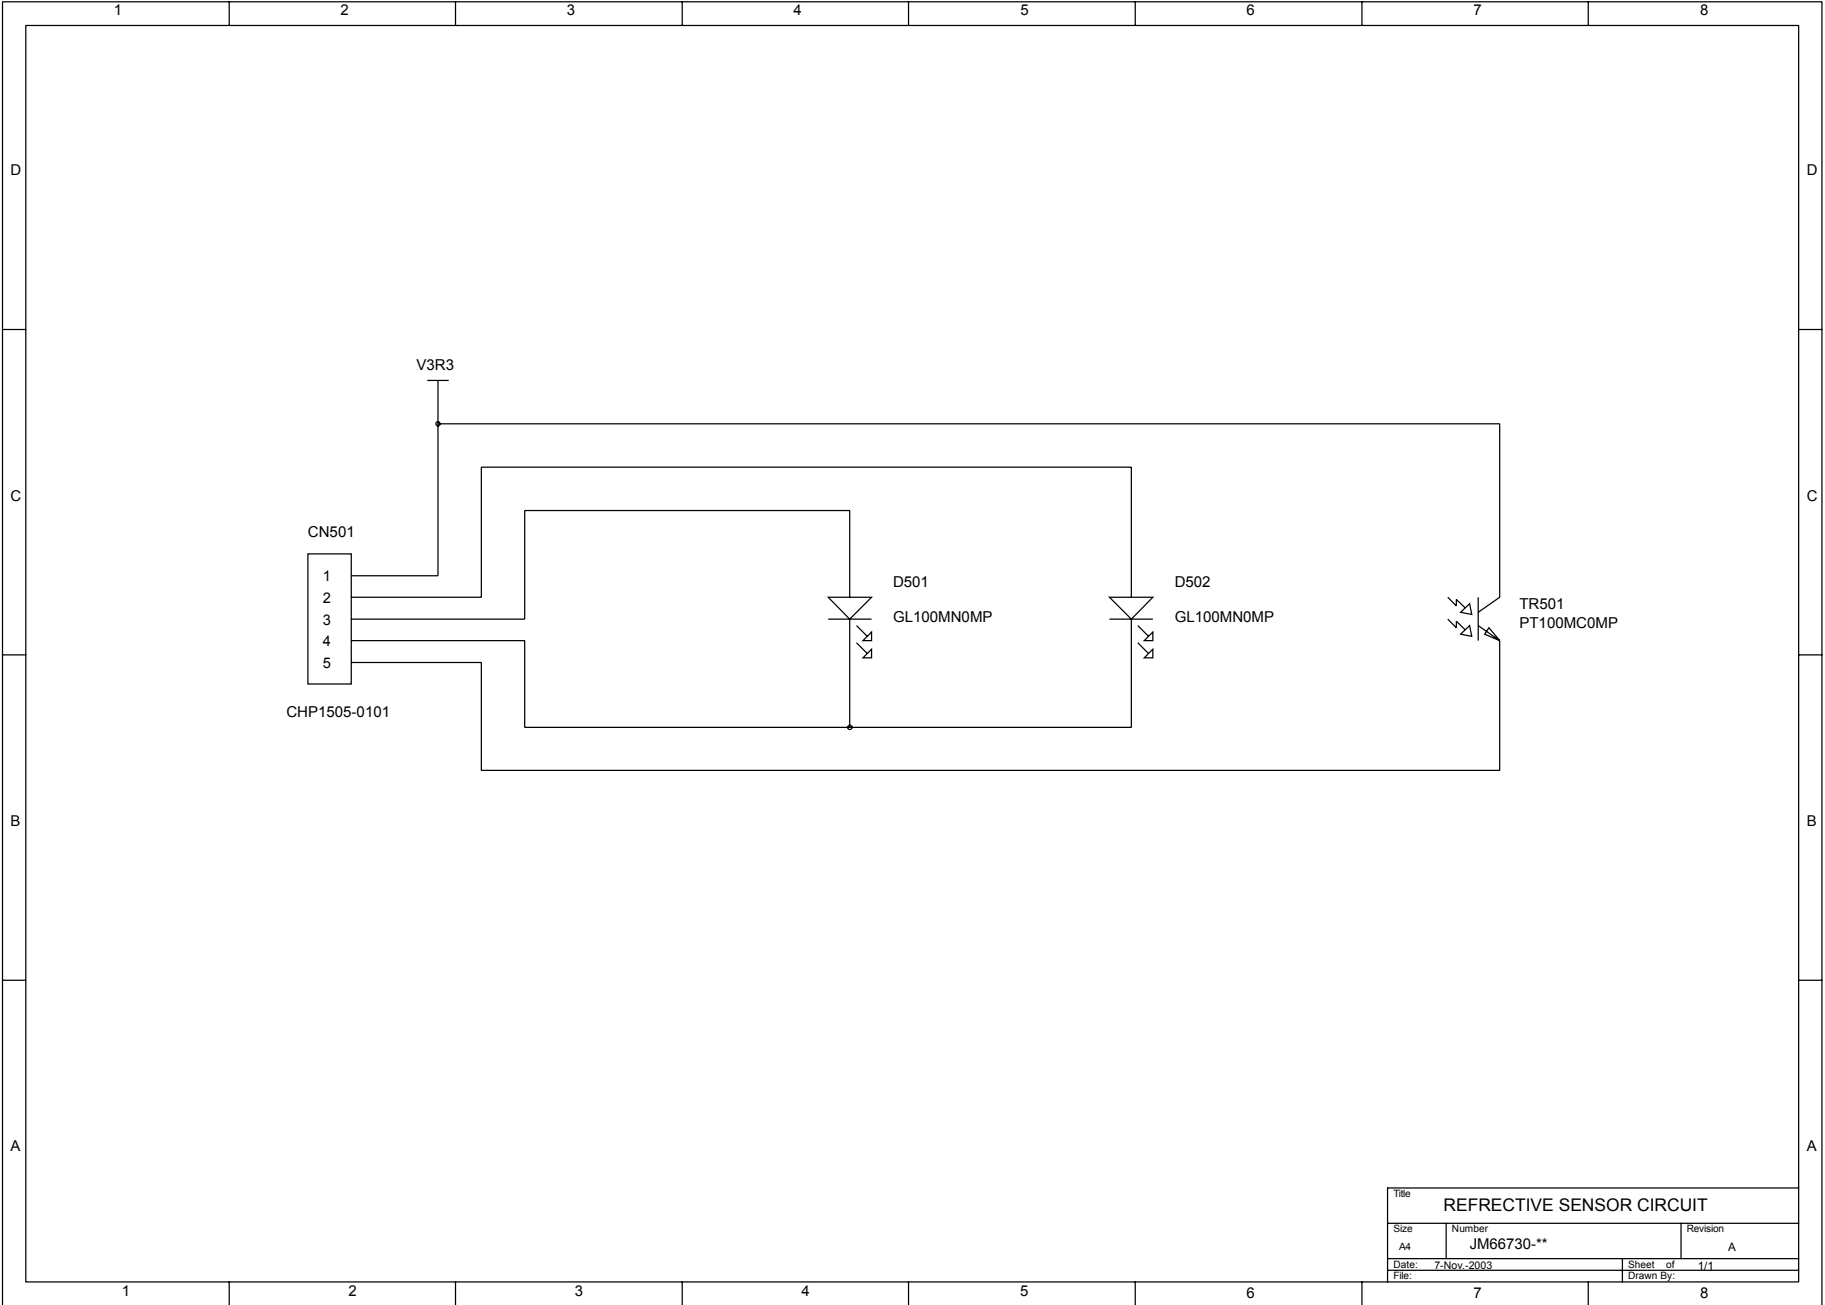 1 2 3 4 5 6 7 8
D D
V3R3
C C
CN501
1
2
3
4
5
CHP1505-0101
D501
GL100MN0MP
D502
GL100MN0MP
TR501
PT100MC0MP
B B
A A
Title
REFRECTIVE SENSOR CIRCUIT
Size Number Revision
A4 JM66730-** A
Date: 7-Nov.-2003 Sheet of 1/1
File: Drawn By:
1 2 3 4 5 6 7 8